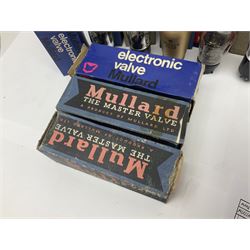 electronic
valve
electronic
valve
Mullard
Mullard
THE MASTER VALVE
A PRODUCT OF MULLARD LTD
Mullard
THE MASTER VALVE